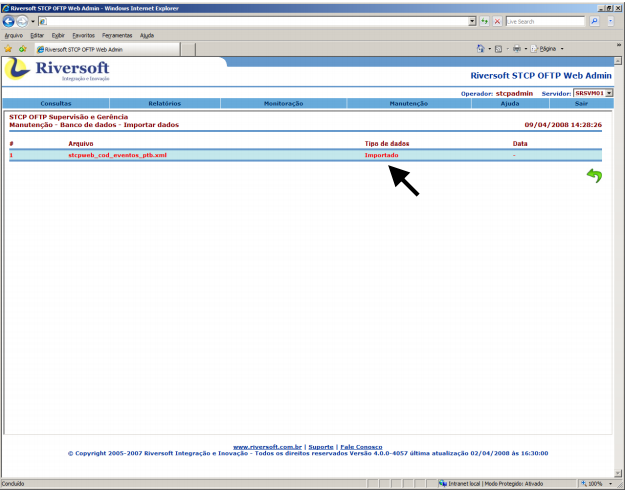 Riversoft STCP OFTP Web Admin - Windows Internet Explorer
Live Search
Arquivo Editar Exibir Favoritos Ferramentas Ajuda
Riversoft STCP OFTP Web Admin
Página
Riversoft
Integração e Inovação
Riversoft STCP OFTP Web Admin
Operador: stcpadmin Servidor: SRSVM01
Consultas Relatórios Monitoração Manutenção Ajuda Sair
STCP OFTP Supervisão e Gerência
Manutenção - Banco de dados - Importar dados 09/04/2008 14:28:26
# Arquivo Tipo de dados Data
1 stcpweb_cod_eventos_ptb.xml Importado -
www.riversoft.com.br | Suporte | Fale Conosco
© Copyright 2005-2007 Riversoft Integração e Inovação - Todos os direitos reservados Versão 4.0.0-4057 última atualização 02/04/2008 às 16:30:00
Concluído Intranet local | Modo Protegido: Ativado 100%